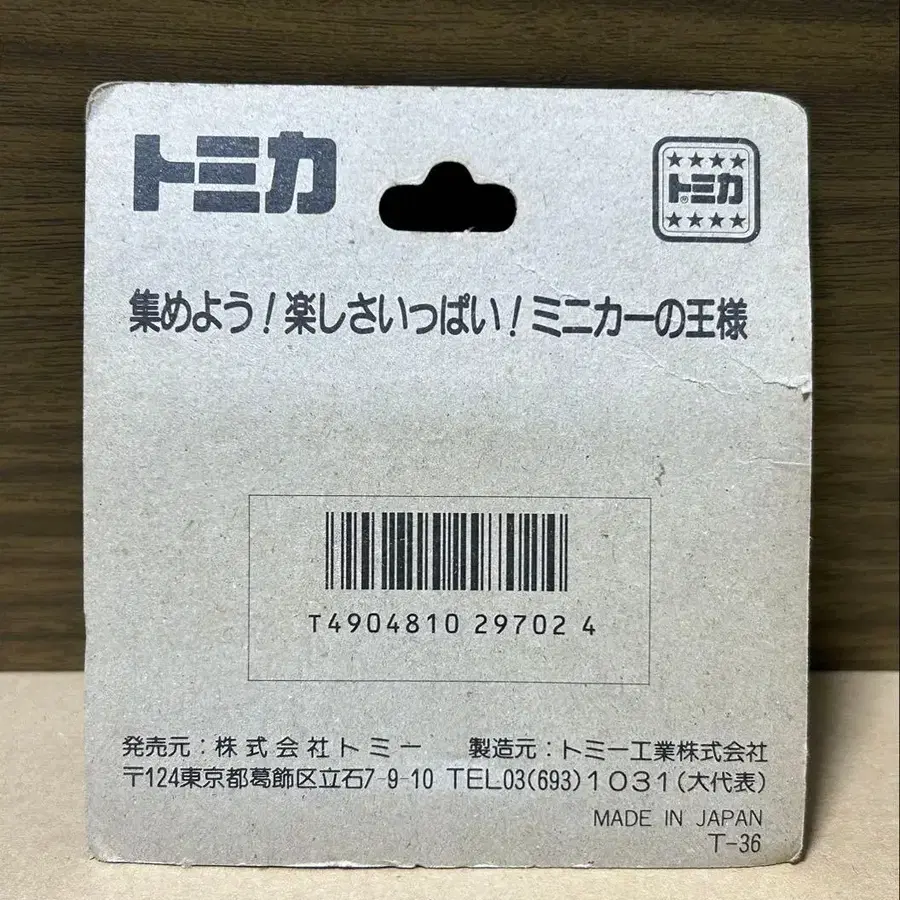 トミカ
★★★★
トミカ®
★★★★
集めよう!楽しさいっぱい!ミニカーの王様
T4904810 29702 4
発売元:株式会社トミー 製造元:トミー工業株式会社
〒124東京都葛飾区立石7-9-10 TEL03(693)1031(大代表)
MADE IN JAPAN
T-36